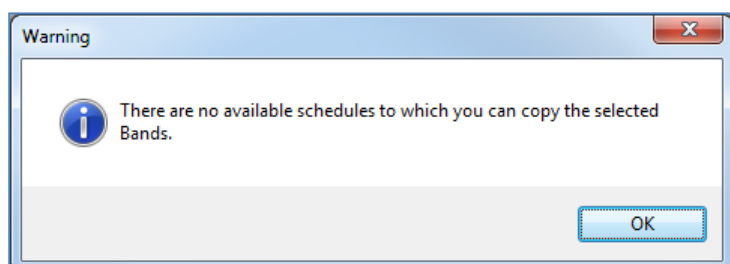 Warning
There are no available schedules to which you can copy the selected
Bands.
OK